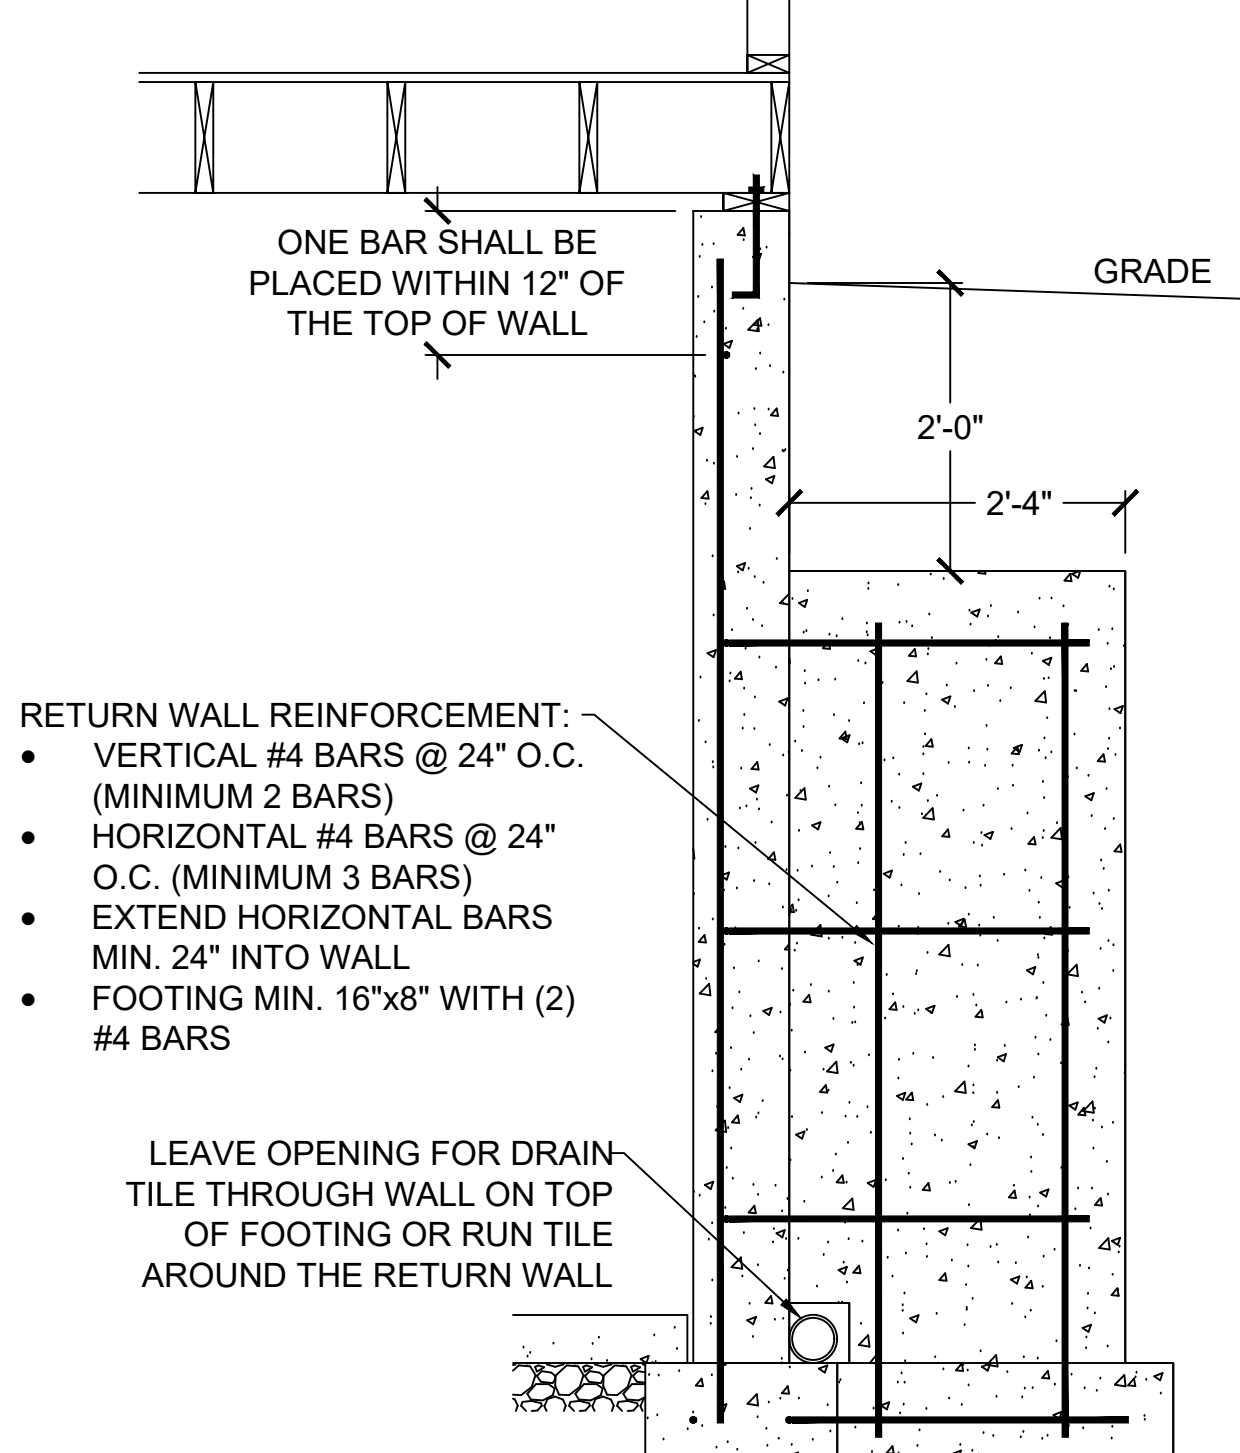 ONE BAR SHALL BE
PLACED WITHIN 12" OF
THE TOP OF WALL
GRADE
2'-0"
2'-4"
RETURN WALL REINFORCEMENT:
• VERTICAL #4 BARS @ 24" O.C.
(MINIMUM 2 BARS)
• HORIZONTAL #4 BARS @ 24"
O.C. (MINIMUM 3 BARS)
• EXTEND HORIZONTAL BARS
MIN. 24" INTO WALL
• FOOTING MIN. 16"x8" WITH (2)
#4 BARS
LEAVE OPENING FOR DRAIN
TILE THROUGH WALL ON TOP
OF FOOTING OR RUN TILE
AROUND THE RETURN WALL